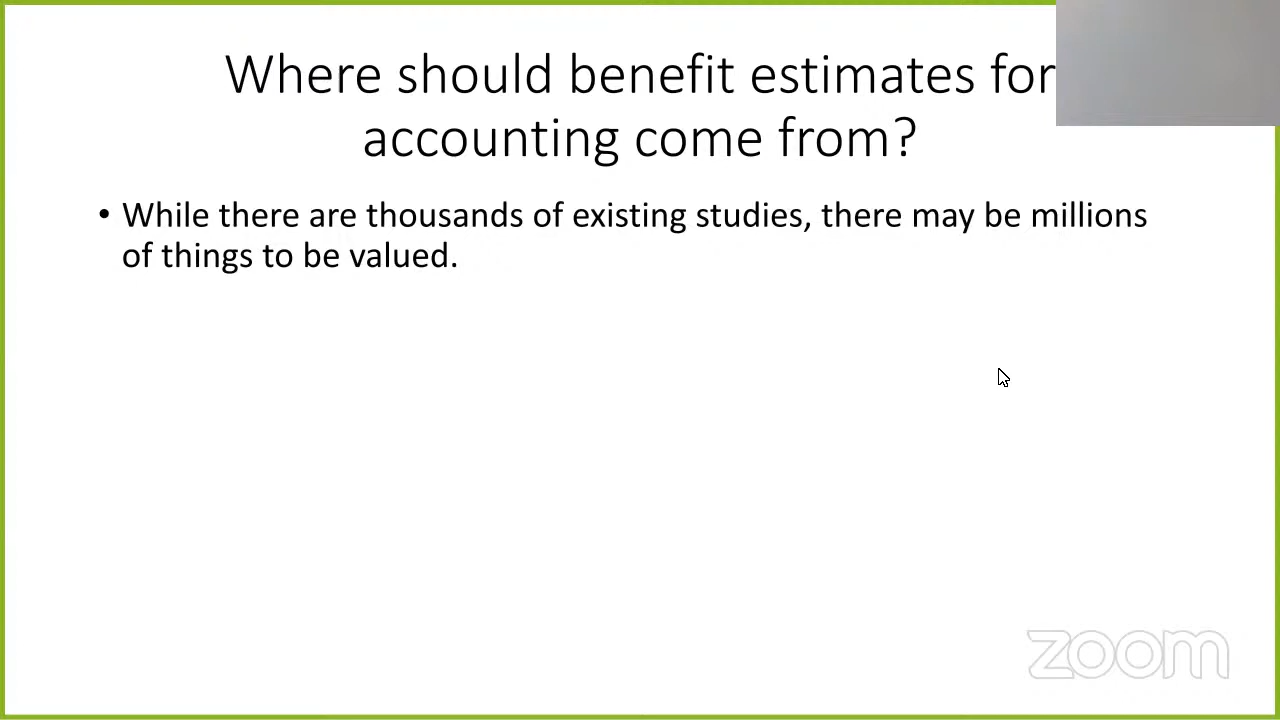 Where should benefit estimates for
accounting come from?
• While there are thousands of existing studies, there may be millions
of things to be valued.
zoom